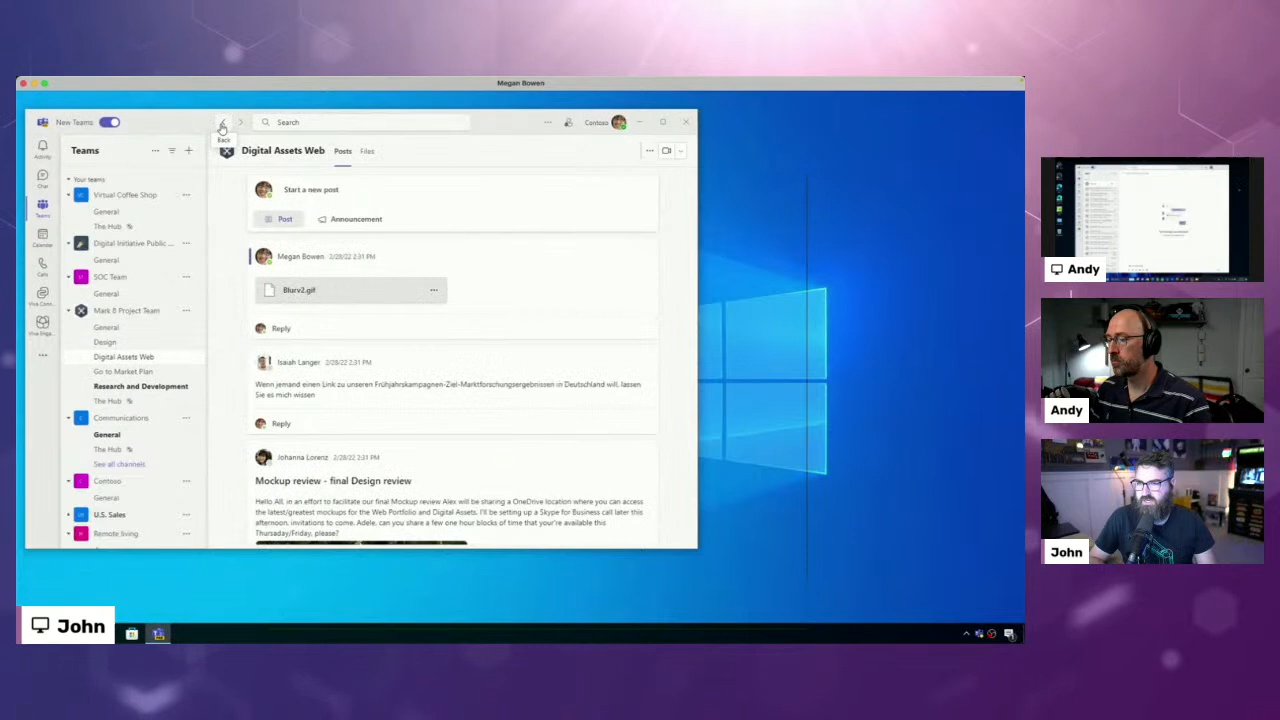 Megan Bowen
New Teams
Search
Contoso
Back
Activity
Chat
Teams
Calendar
Calls
Teams
Your teams
Virtual Coffee Shop
General
The Hub
Digital Initiative Public ...
General
SOC Team
General
Mark 8 Project Team
General
Design
Digital Assets Web
Go to Market Plan
Research and Development
The Hub
Communications
General
The Hub
See all channels
Contoso
General
U.S. Sales
Remote living
Digital Assets Web Posts Files
Start a new post
Post Announcement
Megan Bowen 2/28/22 2:31 PM
Blurv2.gif
Reply
Isaiah Langer 2/28/22 2:31 PM
Wenn jemand einen Link zu unseren Frühjahrskampagnen-Ziel-Marktforschungsergebnissen in Deutschland will, lassen
Sie es mich wissen
Reply
Johanna Lorenz 2/28/22 2:31 PM
Mockup review - final Design review
Hello All, in an effort to facilitate our final Mockup review Alex will be sharing a OneDrive location where you can access
the latest/greatest mockups for the Web Portfolio and Digital Assets. I'll be setting up a Skype for Business call later this
afternoon, invitations to come. Adele, can you share a few one hour blocks of time that your're available this
Thursday/Friday, please?
John
Andy
Andy
John